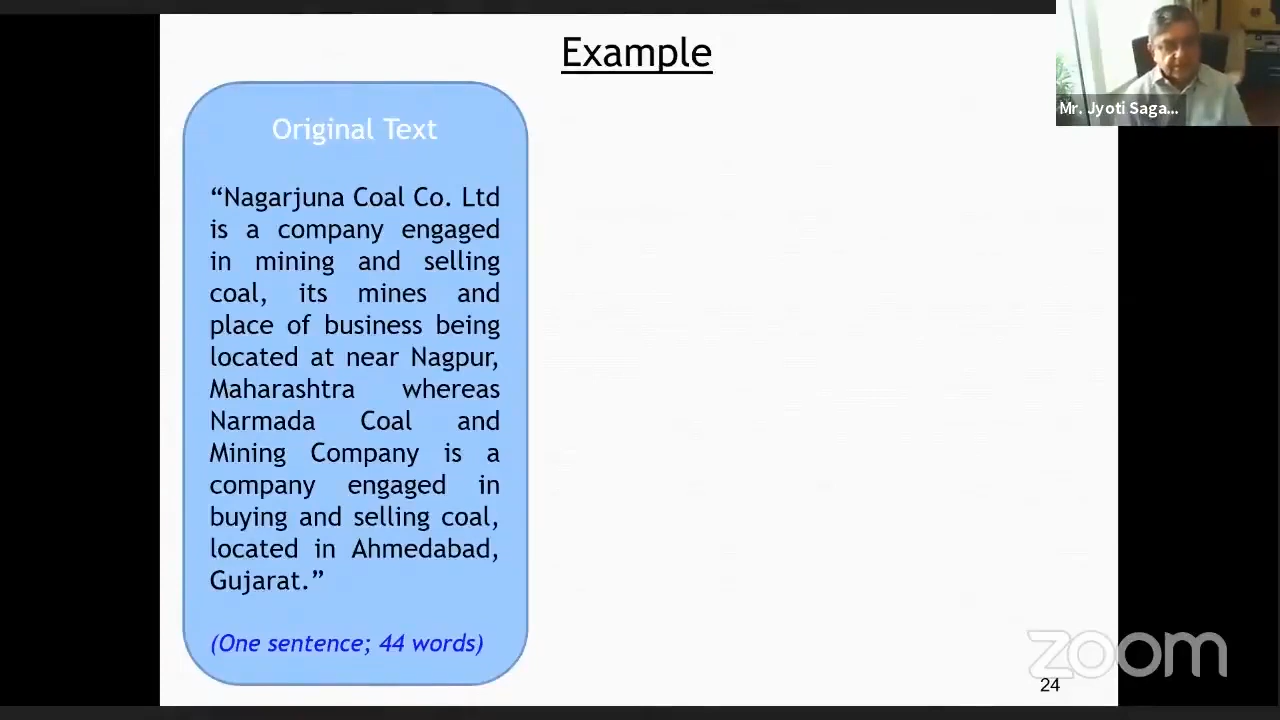 Example
Original Text
“Nagarjuna Coal Co. Ltd
is a company engaged
in mining and selling
coal, its mines and
place of business being
located at near Nagpur,
Maharashtra whereas
Narmada Coal and
Mining Company is a
company engaged in
buying and selling coal,
located in Ahmedabad,
Gujarat.”
(One sentence; 44 words)
Mr. Jyoti Saga...
zoom
24